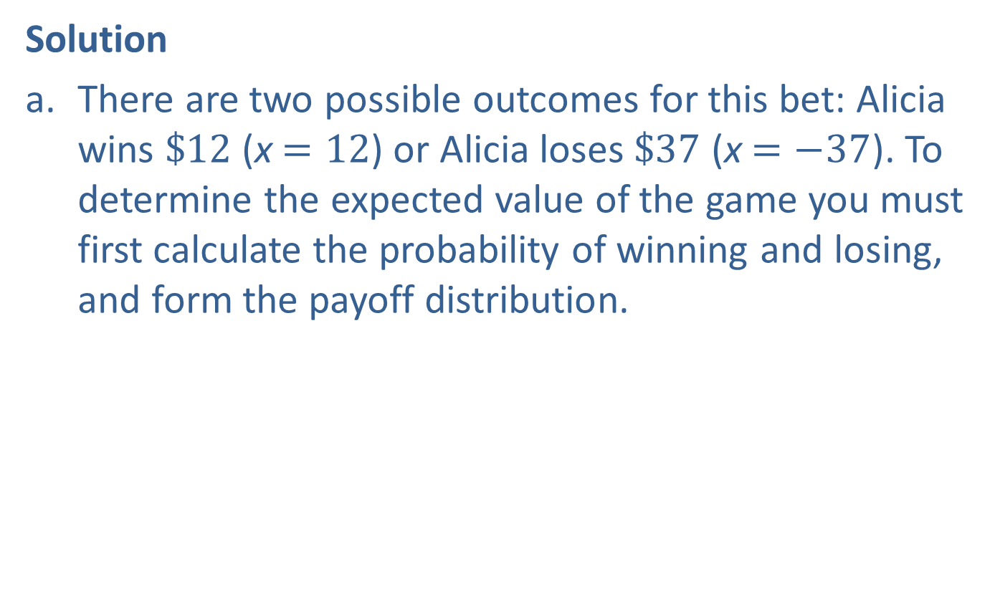 Solution
a. There are two possible outcomes for this bet: Alicia
wins $12 (x = 12) or Alicia loses $37 (x = −37). To
determine the expected value of the game you must
first calculate the probability of winning and losing,
and form the payoff distribution.